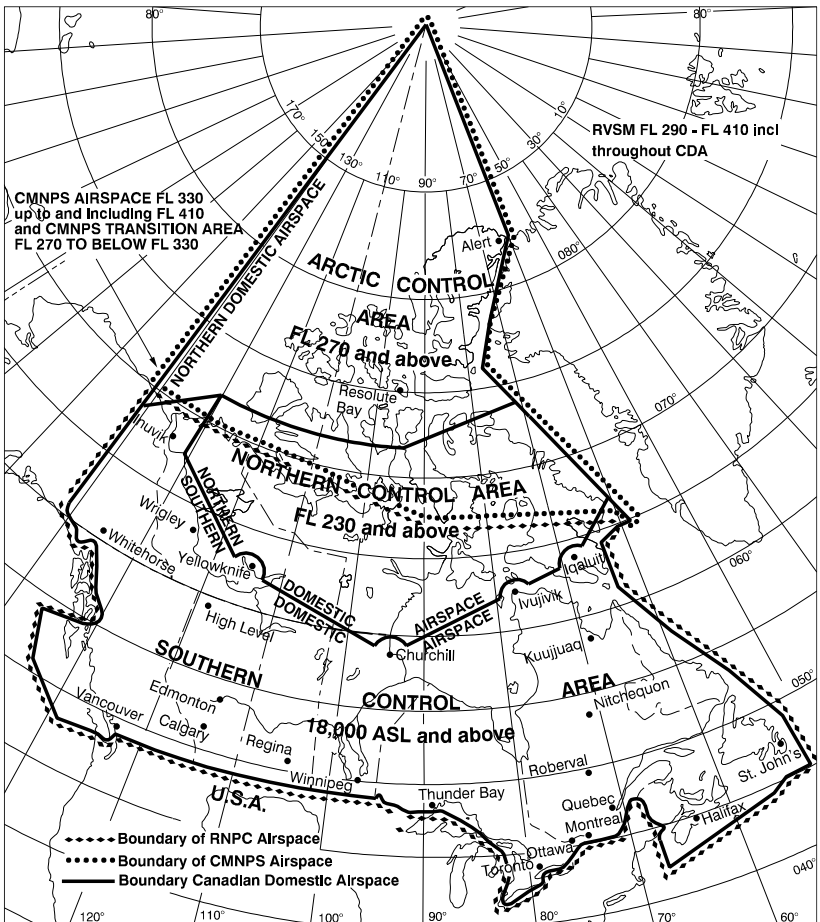 80°
80°
170°
150°
130°
110°
90°
70°
50°
30°
10°
RVSM FL 290 - FL 410 incl
throughout CDA
CMNPS AIRSPACE FL 330
up to and Including FL 410
and CMNPS TRANSITION AREA
FL 270 TO BELOW FL 330
NORTHERN DOMESTIC AIRSPACE
Alert
080°
ARCTIC CONTROL
AREA
FL 270 and above
Resolute
Bay
070°
Inuvik
NORTHERN CONTROL AREA
FL 230 and above
NORTHERN
SOUTHERN
Wrigley
Whitehorse
Yellowknife
Iqaluit
060°
DOMESTIC
DOMESTIC
AIRSPACE
AIRSPACE
Ivujivik
High Level
Churchill
Kuujjuaq
SOUTHERN
CONTROL
AREA
18,000 ASL and above
050°
Nitchequon
Edmonton
Vancouver
Calgary
Regina
Winnipeg
Roberval
St. John's
Thunder Bay
Quebec
Montreal
Halifax
U.S.A.
Ottawa
Toronto
040°
Boundary of RNPC Airspace
Boundary of CMNPS Airspace
Boundary Canadian Domestic Airspace
120°
110°
100°
90°
80°
70°
60°